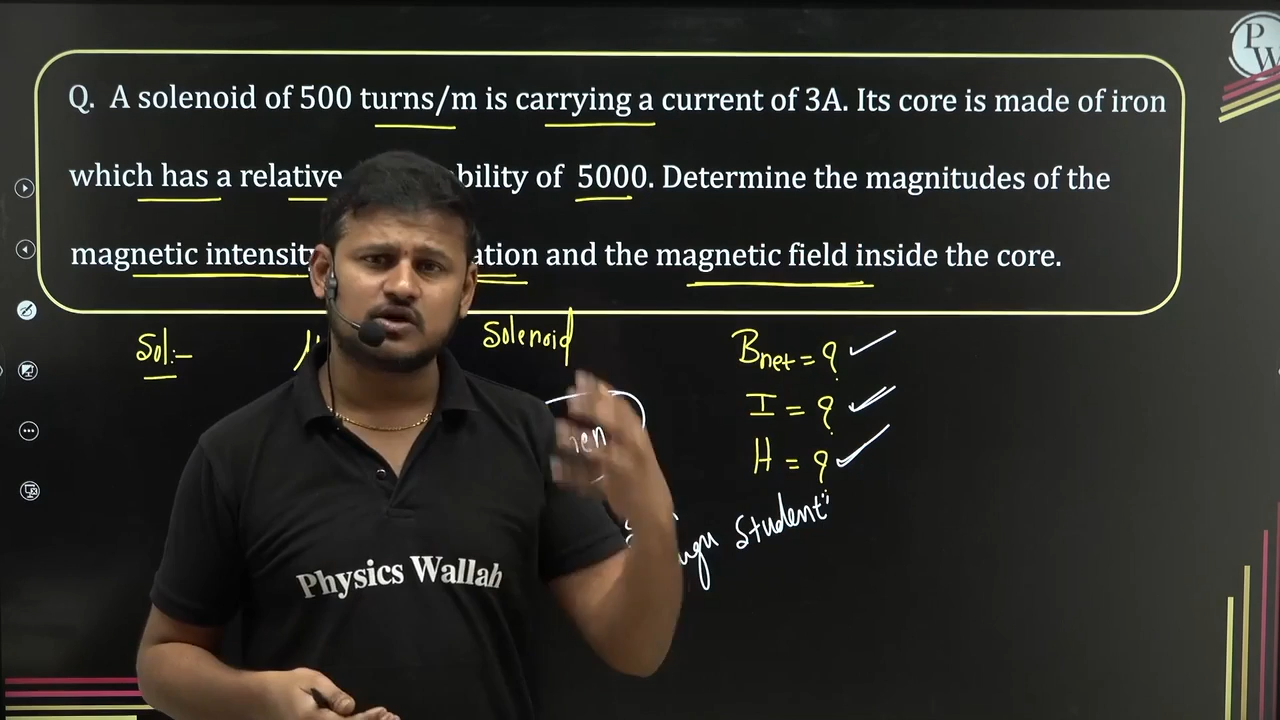 PW
Q. A solenoid of 500 turns/m is carrying a current of 3A. Its core is made of iron
which has a relative bility of 5000. Determine the magnitudes of the
magnetic intensit ation and the magnetic field inside the core.
Sol:-
Solenoid
Bnet = ?
I = ?
H = ?
student
Physics Wallah